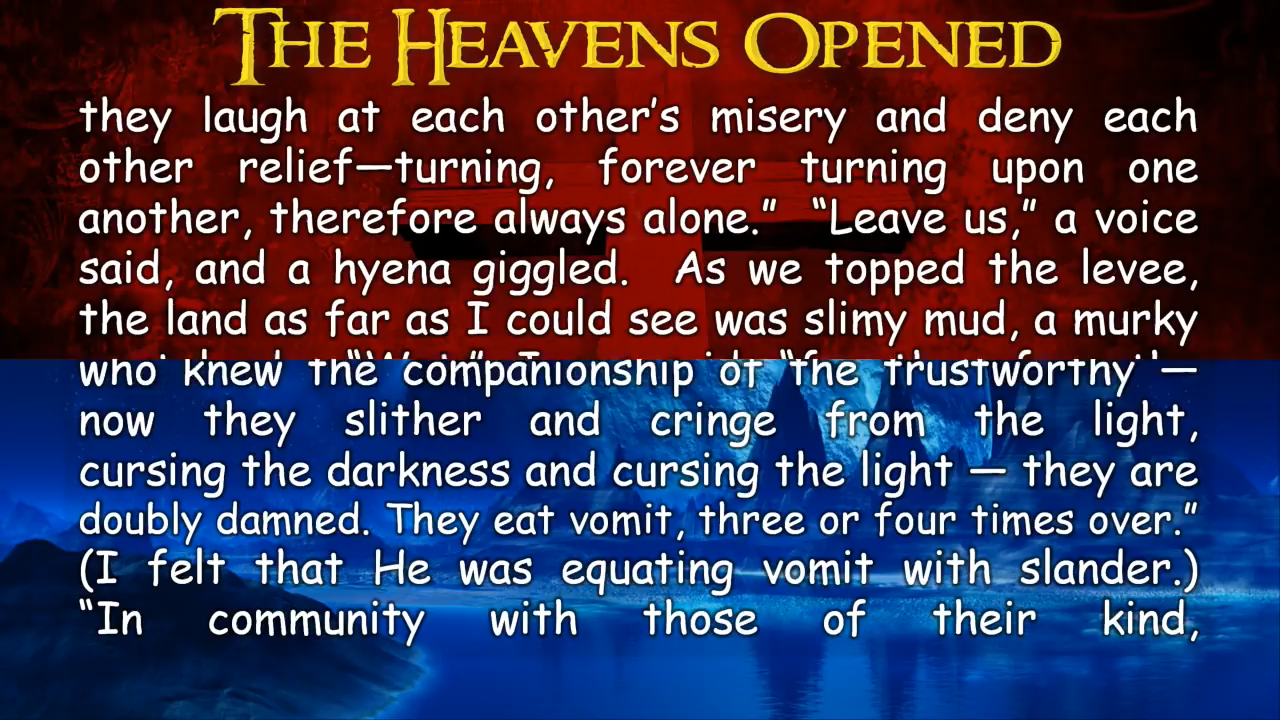 THE HEAVENS OPENED
they laugh at each other's misery and deny each
other relief—turning, forever turning upon one
another, therefore always alone.” “Leave us,” a voice
said, and a hyena giggled. As we topped the levee,
the land as far as I could see was slimy mud, a murky
who knew the companionship of the trustworthy —
now they slither and cringe from the light,
cursing the darkness and cursing the light — they are
doubly damned. They eat vomit, three or four times over.”
(I felt that He was equating vomit with slander.)
“In community with those of their kind,